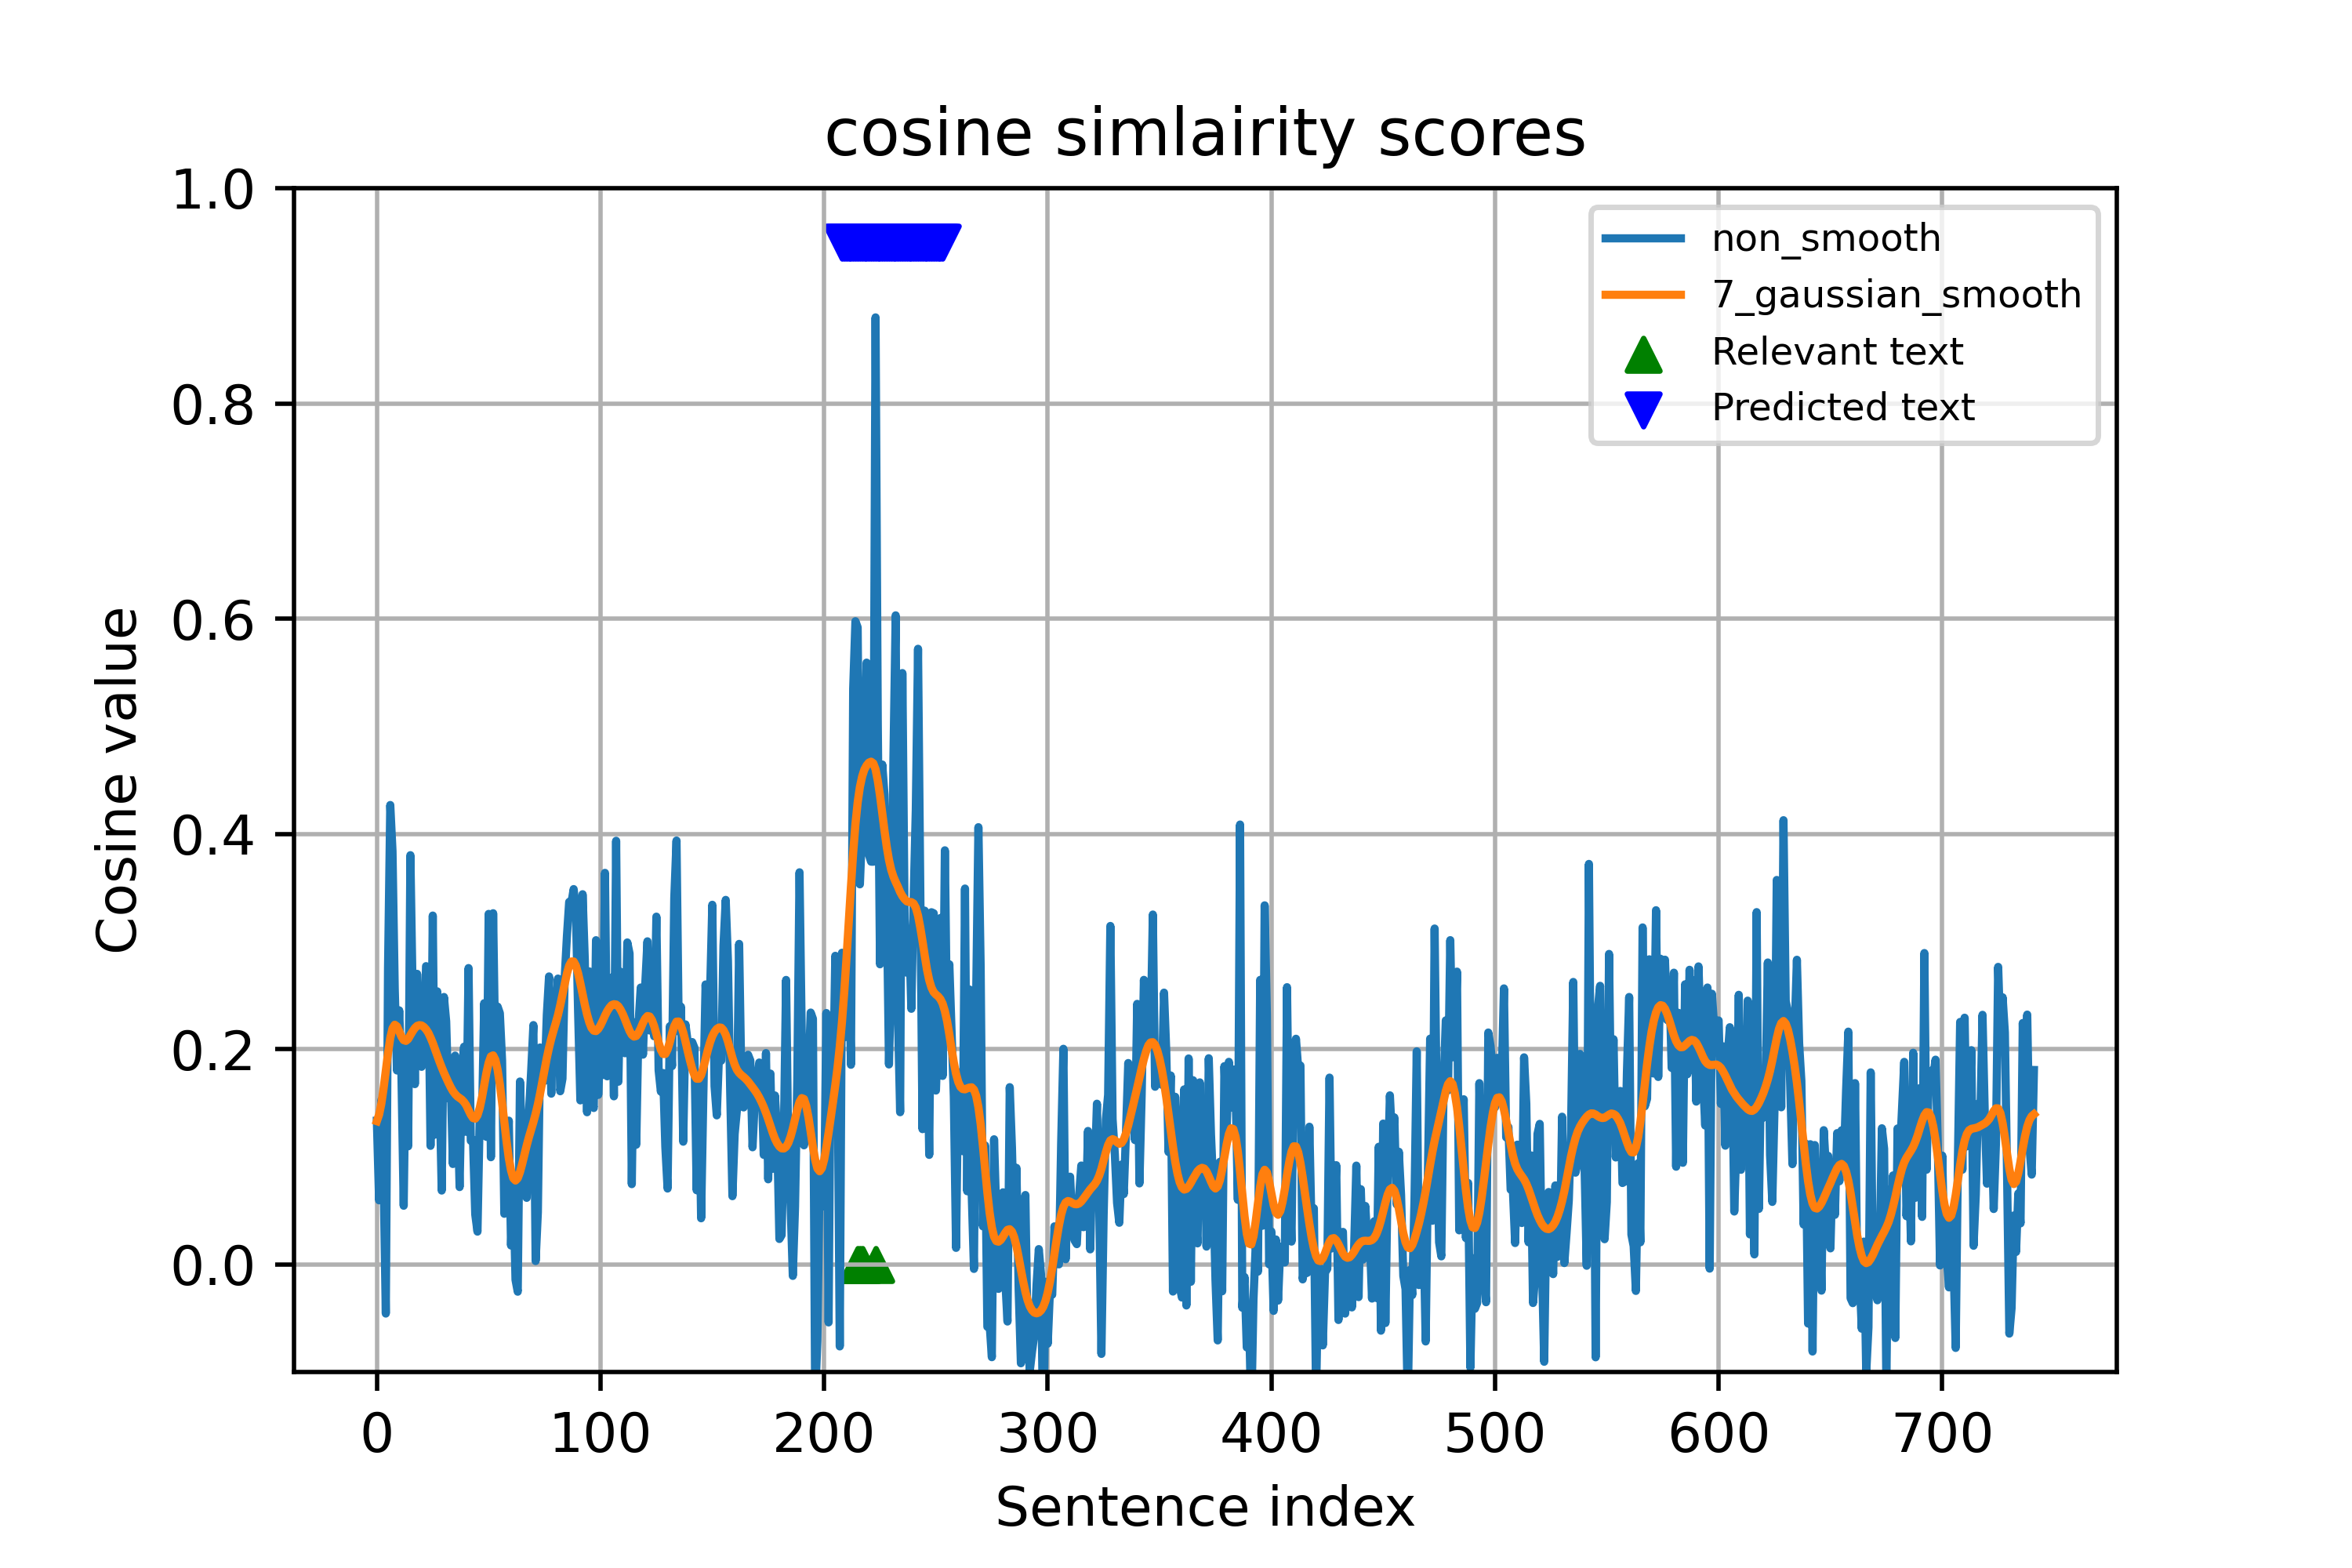 cosine simlairity scores
1.0
0.8
0.6
0.4
0.2
0.0
Cosine value
non_smooth
7_gaussian_smooth
Relevant text
Predicted text
0 100 200 300 400 500 600 700
Sentence index